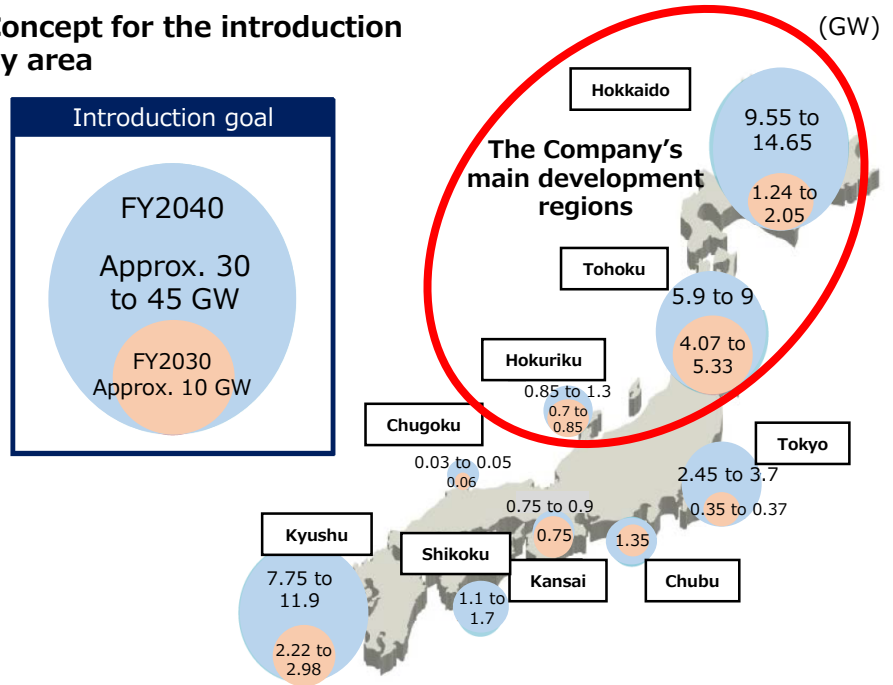 oncept for the introduction
y area
(GW)
Introduction goal
FY2040
Approx. 30
to 45 GW
FY2030
Approx. 10 GW
Hokkaido
9.55 to
14.65
1.24 to
2.05
The Company's
main development
regions
Tohoku
5.9 to 9
4.07 to
5.33
Hokuriku
0.85 to 1.3
0.7 to
0.85
Chugoku
0.03 to 0.05
0.06
Tokyo
2.45 to 3.7
0.35 to 0.37
0.75 to 0.9
0.75
Kansai
1.35
Chubu
Kyushu
7.75 to
11.9
2.22 to
2.98
Shikoku
1.1 to
1.7